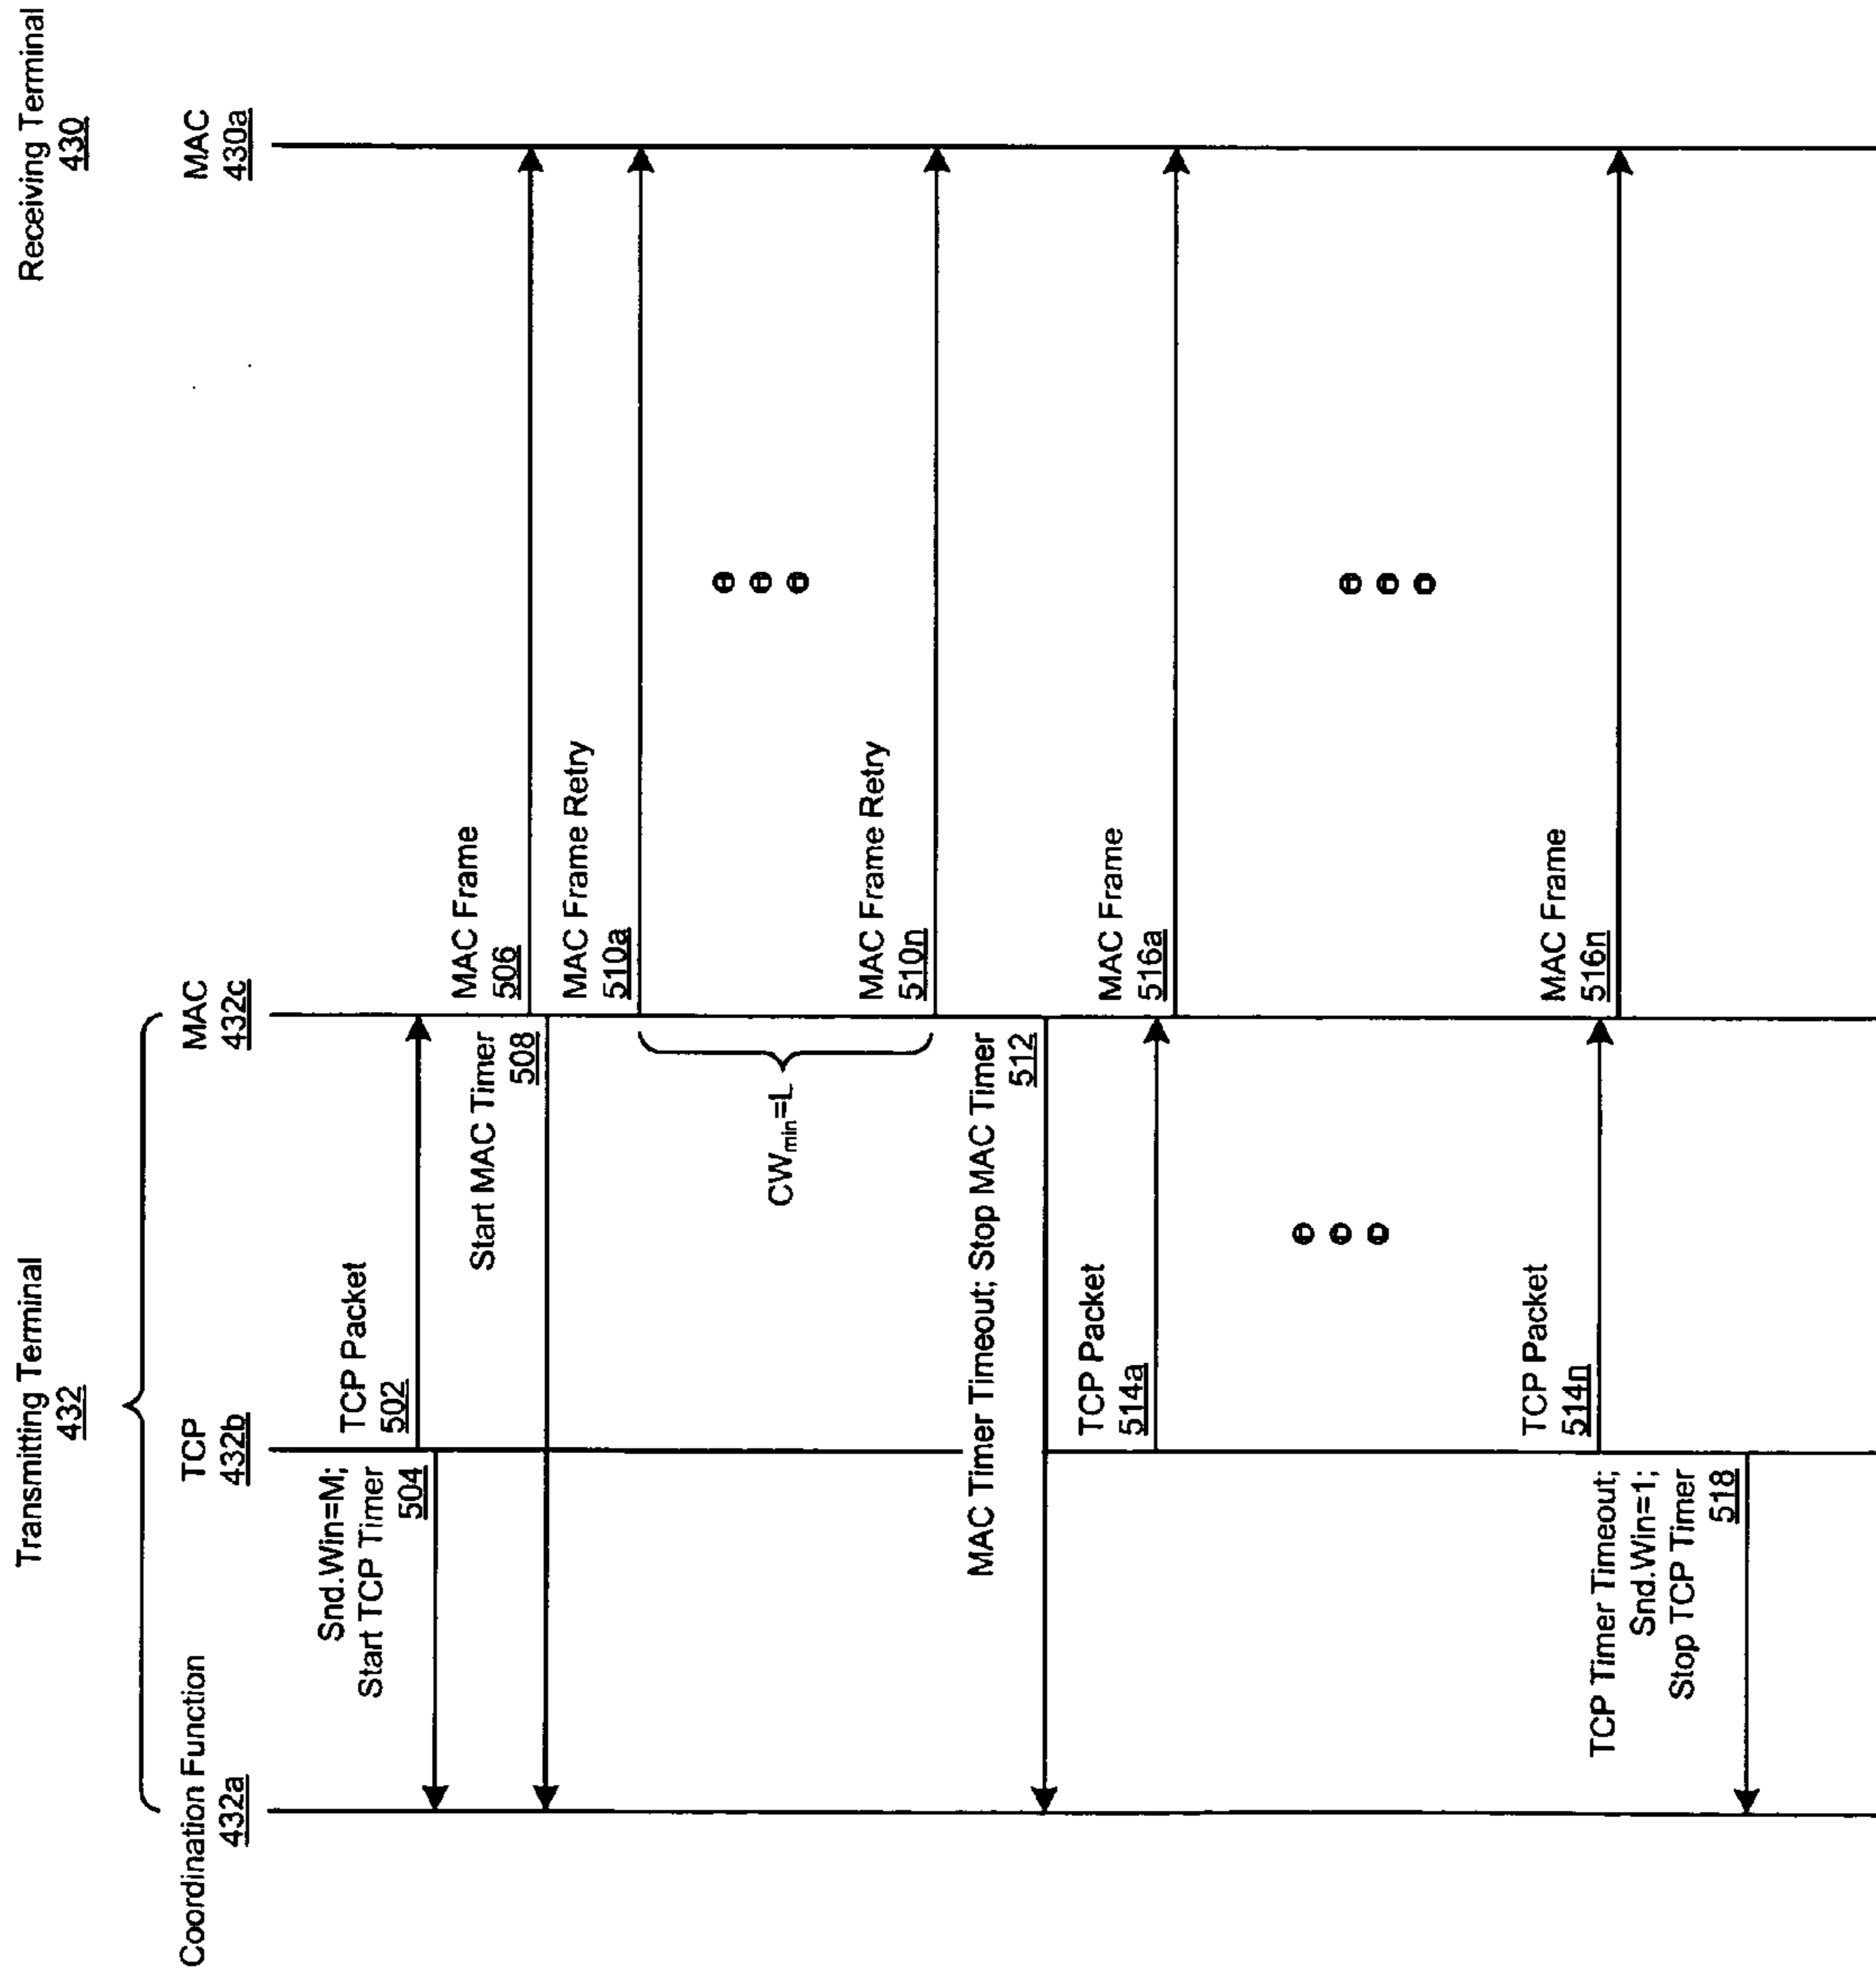 Transmitting Terminal
432
Receiving Terminal
430
Coordination Function
432a
TCP
432b
MAC
432c
MAC
430a
TCP Packet
502
Snd.Win=M;
Start TCP Timer
504
MAC Frame
506
Start MAC Timer
508
MAC Frame Retry
510a
CWmin=L
MAC Frame Retry
510n
MAC Timer Timeout; Stop MAC Timer
512
TCP Packet
514a
MAC Frame
516a
TCP Packet
514n
MAC Frame
516n
TCP Timer Timeout;
Snd.Win=1;
Stop TCP Timer
518